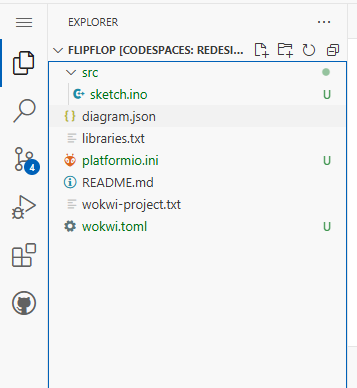 EXPLORER
FLIPFLOP [CODESPACES: REDESI...
src
sketch.ino U
diagram.json
libraries.txt
platformio.ini U
README.md
4
wokwi-project.txt
wokwi.toml U